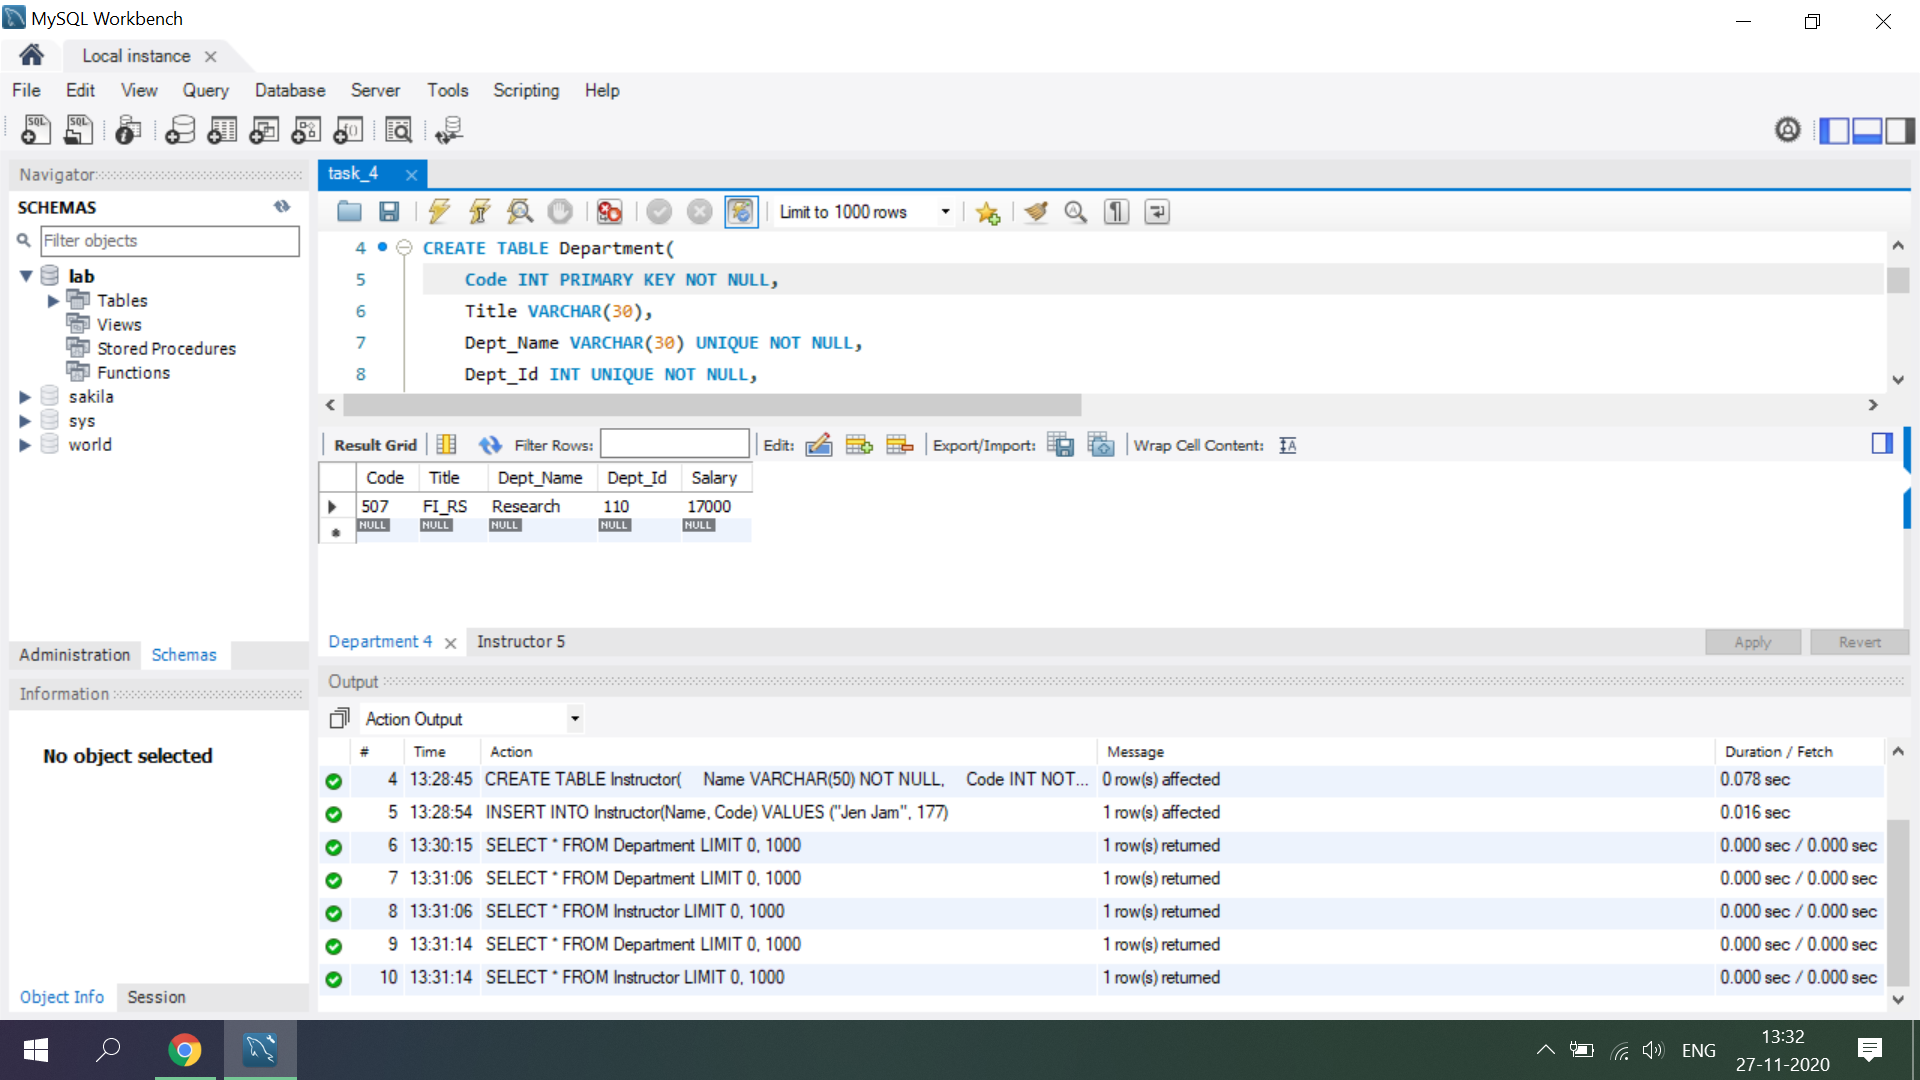 MySQL Workbench
Local instance
File Edit View Query Database Server Tools Scripting Help
SQL SQL
Navigator
SCHEMAS
Filter objects
lab
Tables
Views
Stored Procedures
Functions
sakila
sys
world
Administration Schemas
Information
No object selected
Object Info Session
task_4
Limit to 1000 rows
4 CREATE TABLE Department(
5 Code INT PRIMARY KEY NOT NULL,
6 Title VARCHAR(30),
7 Dept_Name VARCHAR(30) UNIQUE NOT NULL,
8 Dept_Id INT UNIQUE NOT NULL,
Result Grid Filter Rows: Edit: Export/Import: Wrap Cell Content:
Code Title Dept_Name Dept_Id Salary
507 FI_RS Research 110 17000
NULL NULL NULL NULL NULL
Department 4 Instructor 5 Apply Revert
Output
Action Output
# Time Action Message Duration / Fetch
4 13:28:45 CREATE TABLE Instructor( Name VARCHAR(50) NOT NULL, Code INT NOT... 0 row(s) affected 0.078 sec
5 13:28:54 INSERT INTO Instructor(Name, Code) VALUES ("Jen Jam", 177) 1 row(s) affected 0.016 sec
6 13:30:15 SELECT * FROM Department LIMIT 0, 1000 1 row(s) returned 0.000 sec / 0.000 sec
7 13:31:06 SELECT * FROM Department LIMIT 0, 1000 1 row(s) returned 0.000 sec / 0.000 sec
8 13:31:06 SELECT * FROM Instructor LIMIT 0, 1000 1 row(s) returned 0.000 sec / 0.000 sec
9 13:31:14 SELECT * FROM Department LIMIT 0, 1000 1 row(s) returned 0.000 sec / 0.000 sec
10 13:31:14 SELECT * FROM Instructor LIMIT 0, 1000 1 row(s) returned 0.000 sec / 0.000 sec
ENG
13:32
27-11-2020